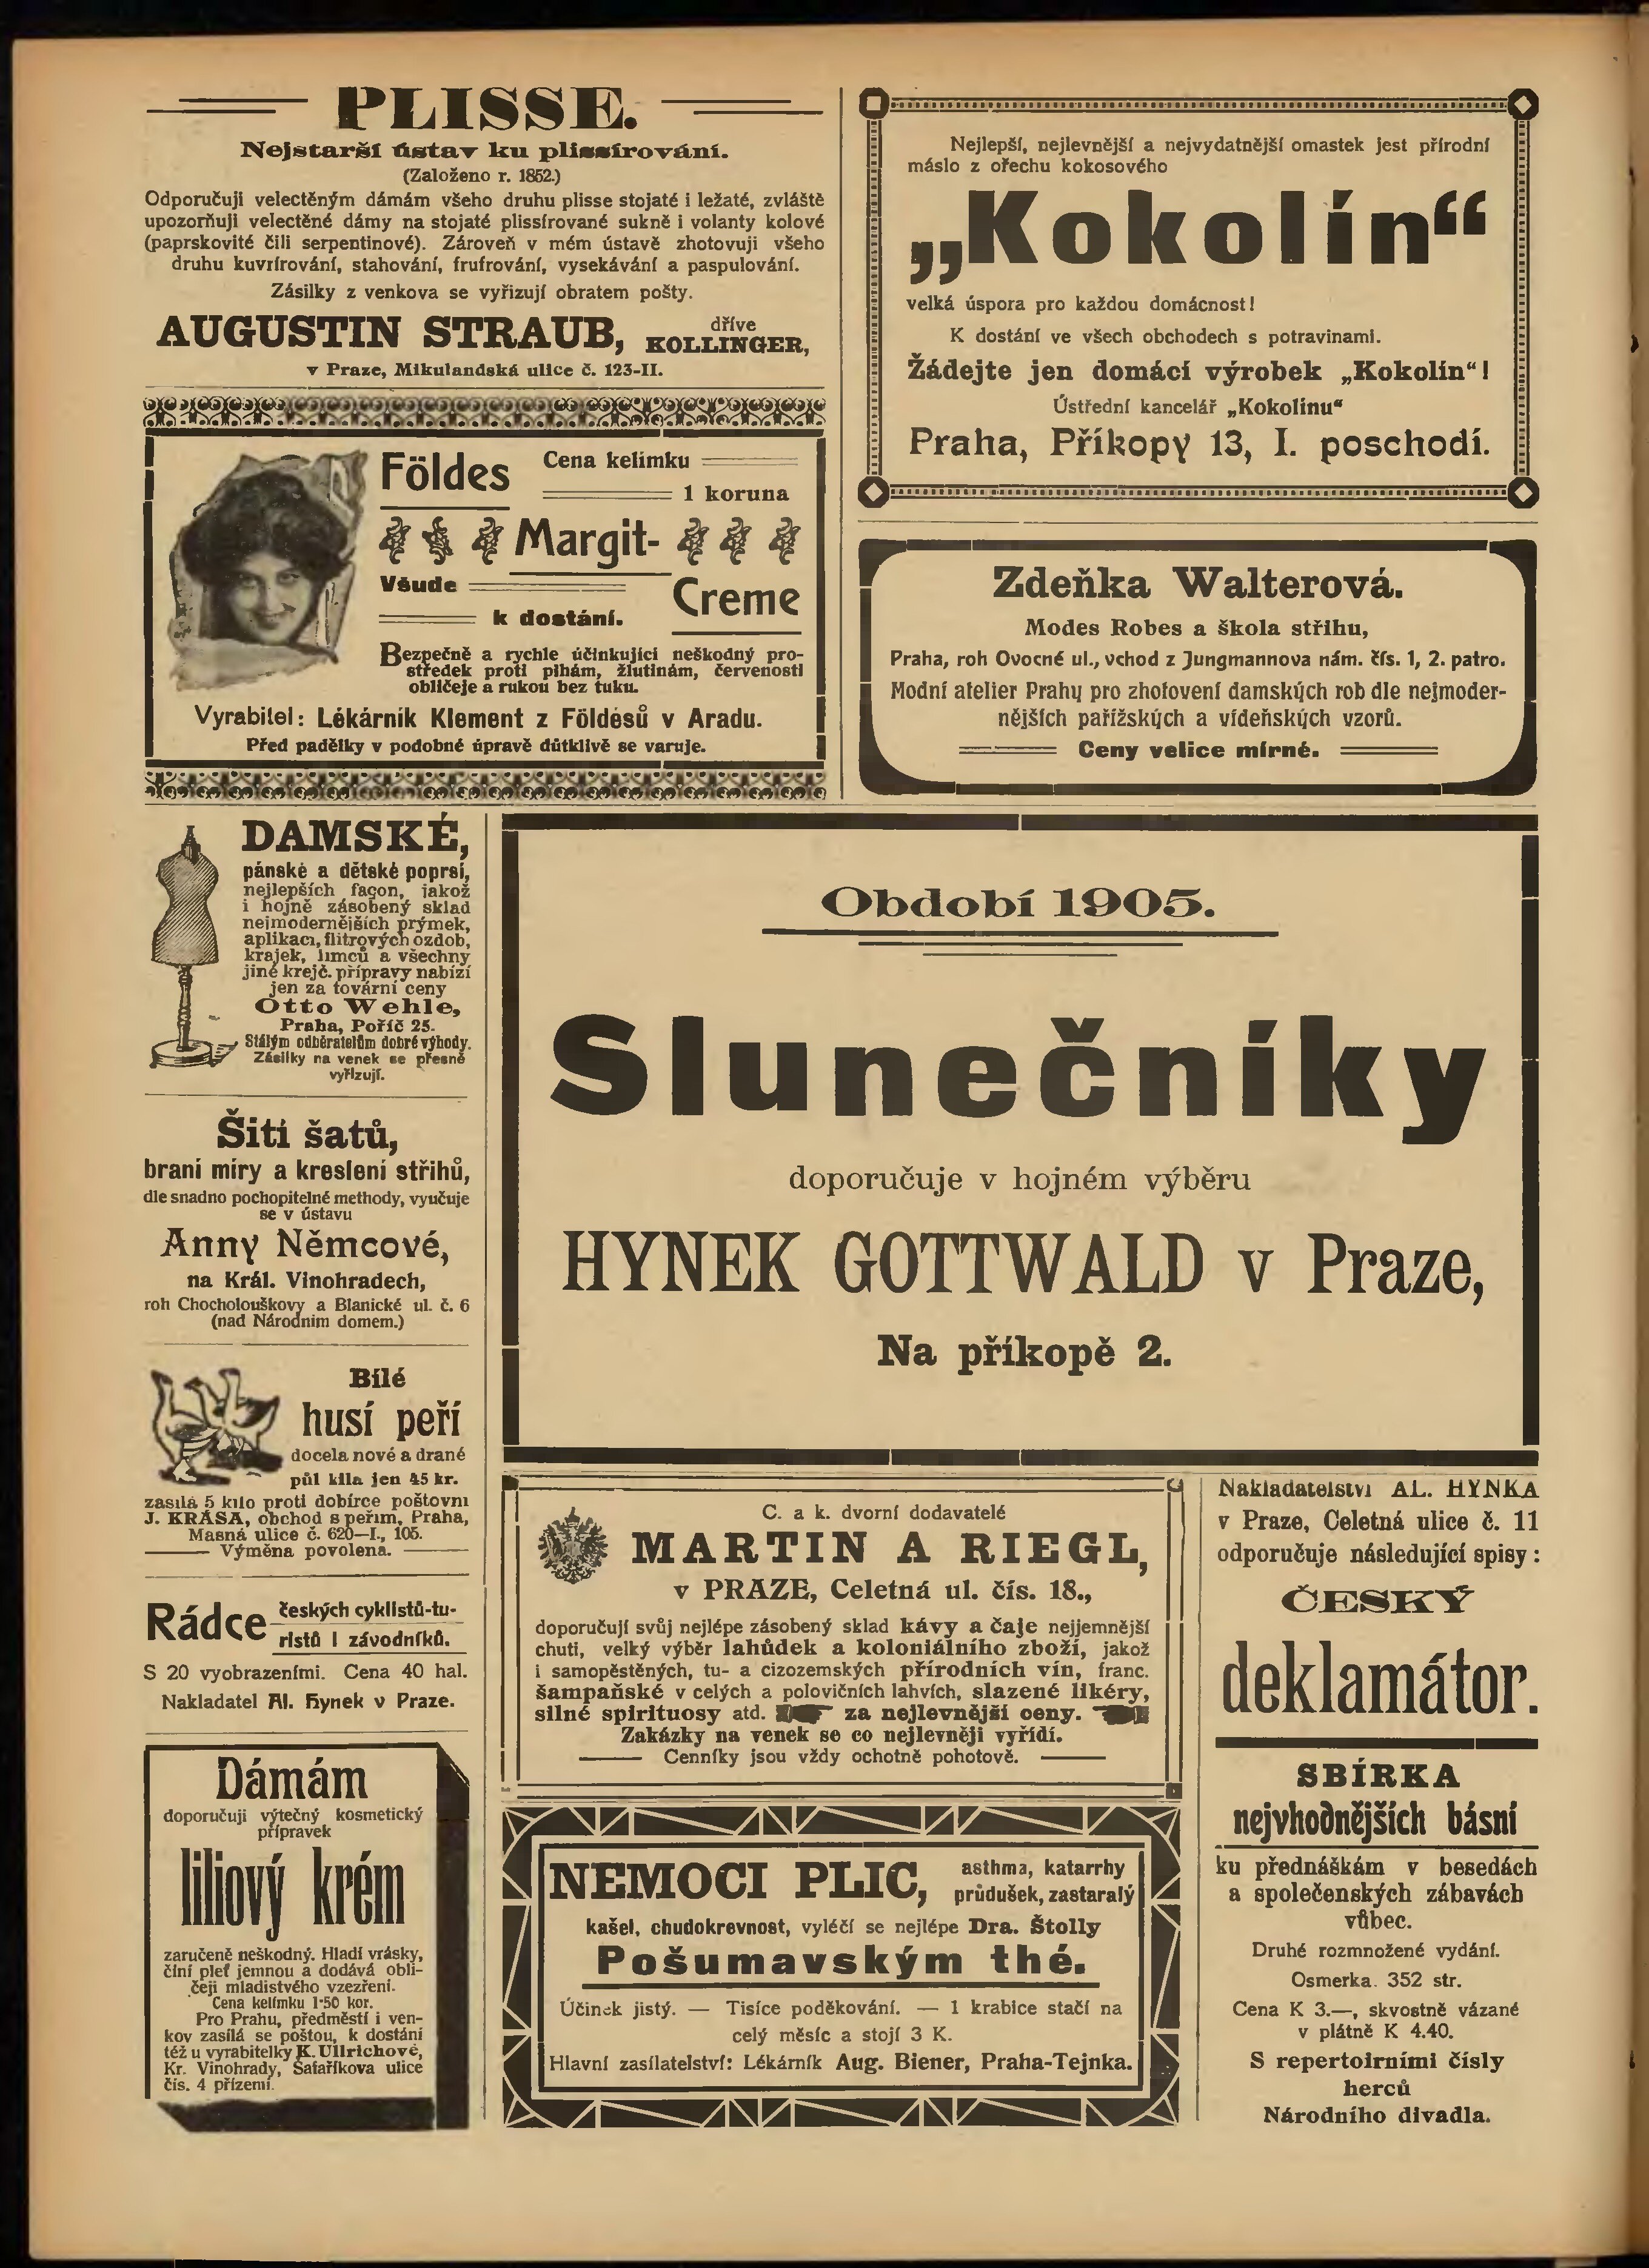 PLISSE.
Nejstarší ústav ku plissírování.
(Založeno r. 1852.)
Odporučuji velectěným dámám všeho druhu plisse stojaté i ležaté, zvláště
upozorňuji velectěné dámy na stojaté plissírované sukně i volanty kolové
(paprskovité čili serpentinové). Zároveň v mém ústavě zhotovuji všeho
druhu kuvrírování, stahování, frufrování, vysekávání a paspulování.
Zásilky z venkova se vyřizují obratem pošty.
AUGUSTIN STRAUB, dříve KOLLINGER,
v Praze, Mikulandská ulice č. 123-II.
Földes
Cena kelímku
1 koruna
Margit-
Všude
k dostání.
Creme
Bezpečně a rychle účinkující neškodný pro-
středek proti pihám, žlutinám, červenosti
obličeje a rukou bez tuku.
Vyrabitel: Lékárník Klement z Földésů v Aradu.
Před padělky v podobné úpravě důtklivě se varuje.
Nejlepší, nejlevnější a nejvydatnější omastek jest přírodní
máslo z ořechu kokosového
„Kokolín“
velká úspora pro každou domácnost!
K dostání ve všech obchodech s potravinami.
Žádejte jen domácí výrobek „Kokolín“!
Ústřední kancelář „Kokolínu“
Praha, Příkopy 13, I. poschodí.
Zdeňka Walterová.
Modes Robes a škola střihu,
Praha, roh Ovocné ul., vchod z Jungmannova nám. čís. 1, 2. patro.
Modní atelier Prahy pro zhotovení damských rob dle nejmoder-
nějších pařížských a vídeňských vzorů.
Ceny velice mírné.
DAMSKÉ,
pánské a dětské poprsí,
nejlepších façon, jakož
i hojně zásobený sklad
nejmodernějších prýmek,
aplikací, flitrových ozdob,
krajek, límců a všechny
jiné krejč. přípravy nabízí
jen za tovární ceny
Otto Wehle,
Praha, Poříč 25.
Stálým odběratelům dobré výhody.
Zásilky na venek se přesně
vyřizují.
Šití šatů,
braní míry a kreslení střihů,
dle snadno pochopitelné methody, vyučuje
se v ústavu
Anny Němcové,
na Král. Vinohradech,
roh Chocholouškovy a Blanické ul. č. 6
(nad Národním domem.)
Bílé
husí peří
docela nové a drané
půl kila jen 45 kr.
zasílá 5 kilo proti dobírce poštovní
J. KRÁSA, obchod s peřím, Praha,
Masná ulice č. 620—I., 105.
Výměna povolena.
Rádce českých cyklistů-tu-
ristů i závodníků.
S 20 vyobrazeními. Cena 40 hal.
Nakladatel Al. Hynek v Praze.
Dámám
doporučuji výtečný kosmetický
přípravek
liliový krém
zaručeně neškodný. Hladí vrásky,
činí pleť jemnou a dodává obli-
čeji mladistvého vzezření.
Cena kelímku 1·50 kor.
Pro Prahu, předměstí i ven-
kov zasílá se poštou, k dostání
též u vyrabitelky K. Ullrichové,
Kr. Vinohrady, Šafaříkova ulice
čís. 4 přízemí.
Období 1905.
Slunečníky
doporučuje v hojném výběru
HYNEK GOTTWALD v Praze,
Na příkopě 2.
C. a k. dvorní dodavatelé
MARTIN A RIEGL,
v PRAZE, Celetná ul. čís. 18.,
doporučují svůj nejlépe zásobený sklad kávy a čaje nejjemnější
chuti, velký výběr lahůdek a koloniálního zboží, jakož
i samopěstěných, tu- a cizozemských přírodních vín, franc.
šampaňské v celých a polovičních lahvích, slazené likéry,
silné spirituosy atd. za nejlevnější ceny.
Zakázky na venek se co nejlevněji vyřídí.
Cenníky jsou vždy ochotně pohotově.
NEMOCI PLIC, asthma, katarrhy
průdušek, zastaralý
kašel, chudokrevnost, vyléčí se nejlépe Dra. Štolly
Pošumavským thé.
Účinek jistý. — Tisíce poděkování. — 1 krabice stačí na
celý měsíc a stojí 3 K.
Hlavní zasílatelství: Lékárník Aug. Biener, Praha-Tejnka.
Nakladatelství AL. HYNKA
v Praze, Celetná ulice č. 11
odporučuje následující spisy:
ČESKÝ
deklamátor.
SBÍRKA
nejvhodnějších básní
ku přednáškám v besedách
a společenských zábavách
vůbec.
Druhé rozmnožené vydání.
Osmerka. 352 str.
Cena K 3.—, skvostně vázané
v plátně K 4.40.
S repertoirními čísly
herců
Národního divadla.